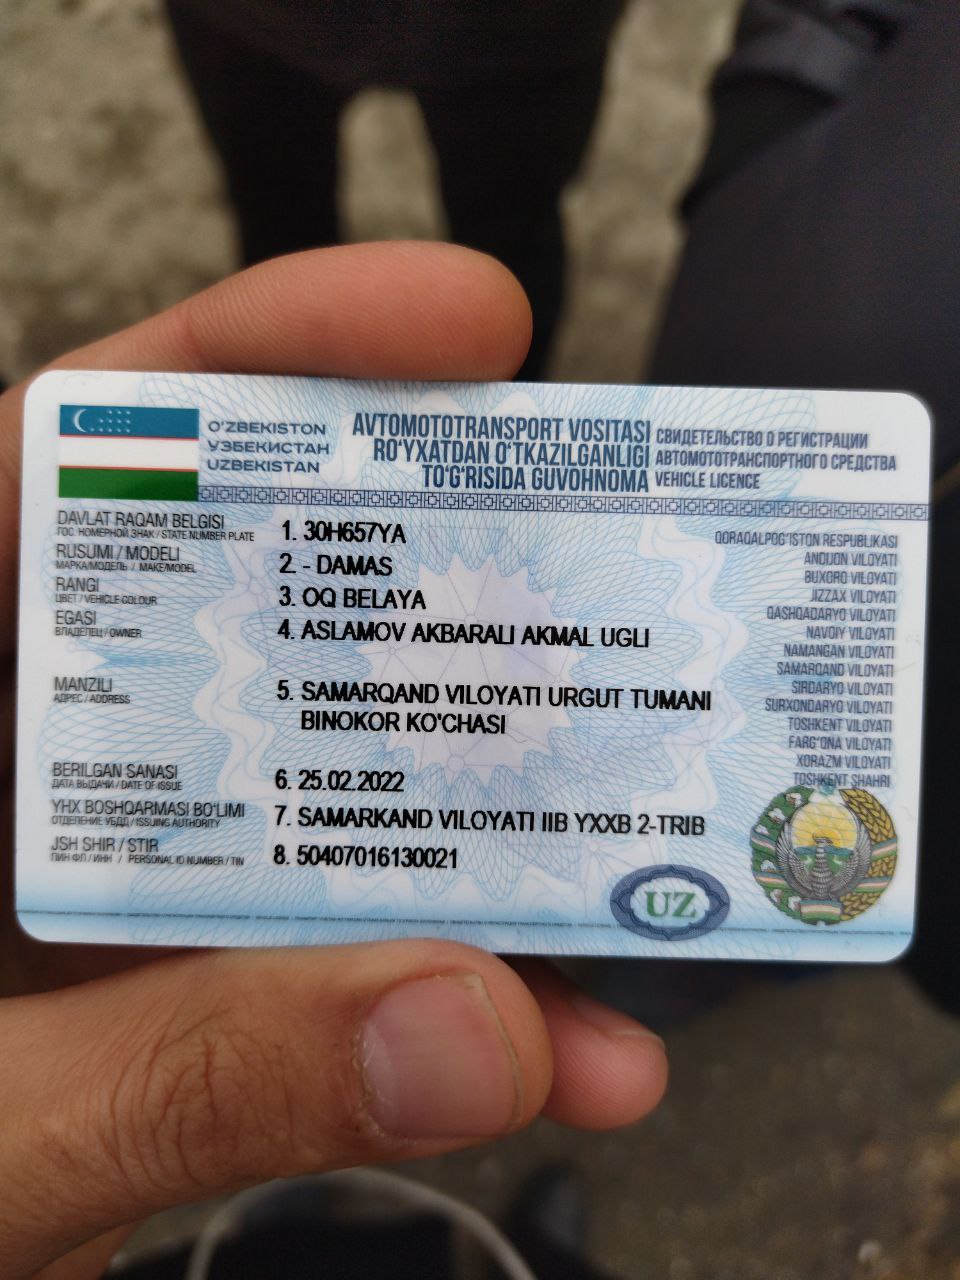 O'ZBEKISTON
УЗБЕКИСТАН
UZBEKISTAN
AVTOMOTOTRANSPORT VOSITASI
RO'YXATDAN O'TKAZILGANLIGI
TO'G'RISIDA GUVOHNOMA
СВИДЕТЕЛЬСТВО О РЕГИСТРАЦИИ
АВТОМОТОТРАНСПОРТНОГО СРЕДСТВА
VEHICLE LICENCE
DAVLAT RAQAM BELGISI
ГОС. НОМЕРНОЙ ЗНАК / STATE NUMBER PLATE
1. 30H657YA
RUSUMI / MODELI
МАРКА/МОДЕЛЬ / MAKE/MODEL
2. - DAMAS
RANGI
ЦВЕТ / VEHICLE COLOUR
3. OQ BELAYA
EGASI
ВЛАДЕЛЕЦ / OWNER
4. ASLAMOV AKBARALI AKMAL UGLI
MANZILI
АДРЕС / ADDRESS
5. SAMARQAND VILOYATI URGUT TUMANI
BINOKOR KO'CHASI
BERILGAN SANASI
ДАТА ВЫДАЧИ / DATE OF ISSUE
6. 25.02.2022
YHX BOSHQARMASI BO'LIMI
ОТДЕЛЕНИЕ УБДД / ISSUING AUTHORITY
7. SAMARKAND VILOYATI IIB YXXB 2-TRIB
JSH SHIR / STIR
ПИН ФЛ / ИНН / PERSONAL ID NUMBER / TIN
8. 50407016130021
QORAQALPOG'ISTON RESPUBLIKASI
ANDIJON VILOYATI
BUXORO VILOYATI
JIZZAX VILOYATI
QASHQADARYO VILOYATI
NAVOIY VILOYATI
NAMANGAN VILOYATI
SAMARQAND VILOYATI
SIRDARYO VILOYATI
SURXONDARYO VILOYATI
TOSHKENT VILOYATI
FARG'ONA VILOYATI
XORAZM VILOYATI
TOSHKENT SHAHRI
UZ